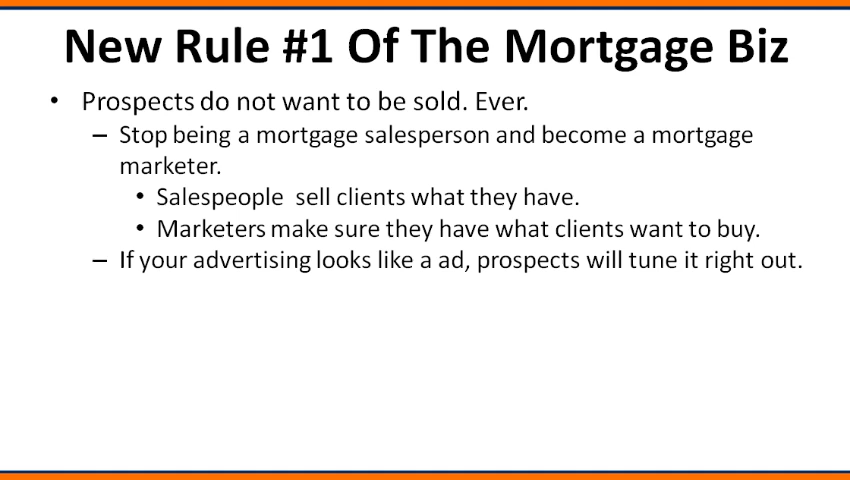 New Rule #1 Of The Mortgage Biz
• Prospects do not want to be sold. Ever.
– Stop being a mortgage salesperson and become a mortgage
marketer.
• Salespeople  sell clients what they have.
• Marketers make sure they have what clients want to buy.
– If your advertising looks like a ad, prospects will tune it right out.